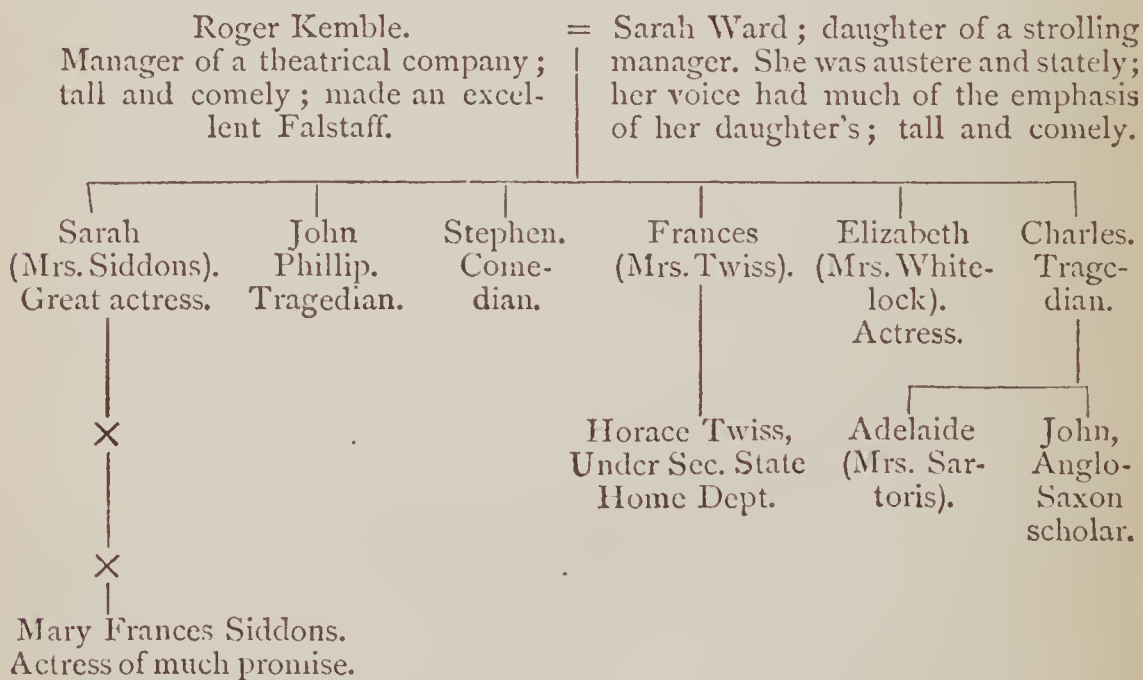 Roger Kemble.
Manager of a theatrical company ;
tall and comely ; made an excel-
lent Falstaff.
= Sarah Ward ; daughter of a strolling
manager. She was austere and stately ;
her voice had much of the emphasis
of her daughter's ; tall and comely.
Sarah
(Mrs. Siddons).
Great actress.
John
Phillip.
Tragedian.
Stephen.
Come-
dian.
Frances
(Mrs. Twiss).
Elizabeth
(Mrs. White-
lock).
Actress.
Charles.
Trage-
dian.
×
Horace Twiss,
Under Sec. State
Home Dept.
Adelaide
(Mrs. Sar-
toris).
John,
Anglo-
Saxon
scholar.
×
Mary Frances Siddons.
Actress of much promise.